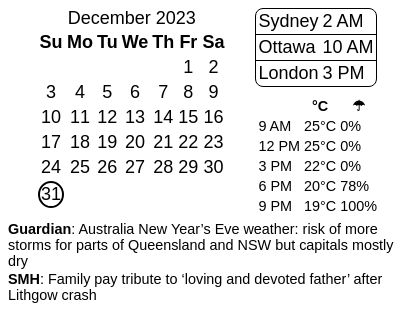 December 2023
Su Mo Tu We Th Fr Sa
1 2
3 4 5 6 7 8 9
10 11 12 13 14 15 16
17 18 19 20 21 22 23
24 25 26 27 28 29 30
31
Sydney 2 AM
Ottawa 10 AM
London 3 PM
°C ☂
9 AM 25°C 0%
12 PM 25°C 0%
3 PM 22°C 0%
6 PM 20°C 78%
9 PM 19°C 100%
Guardian: Australia New Year’s Eve weather: risk of more
storms for parts of Queensland and NSW but capitals mostly
dry
SMH: Family pay tribute to ‘loving and devoted father’ after
Lithgow crash